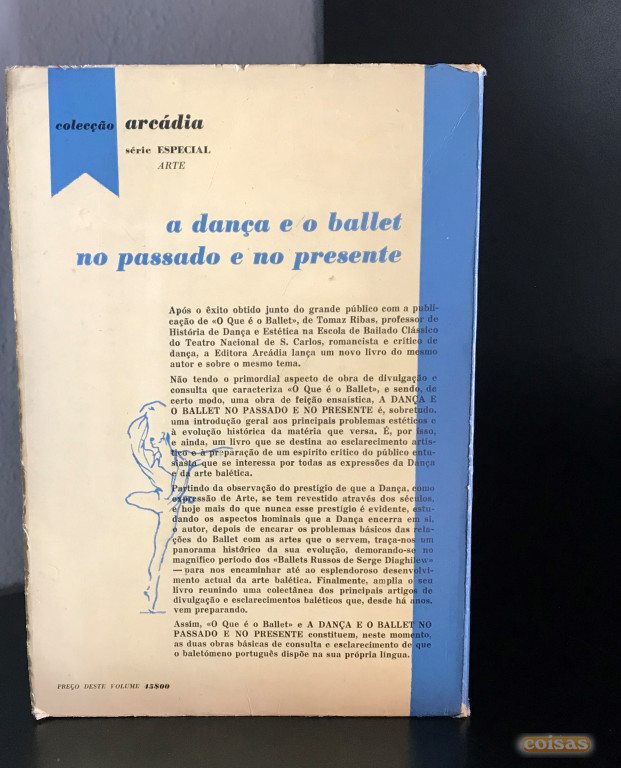 colecção arcádia
série ESPECIAL
ARTE
a dança e o ballet
no passado e no presente
Após o êxito obtido junto do grande público com a publi-
cação de «O Que é o Ballet», de Tomaz Ribas, professor de
História de Dança e Estética na Escola de Bailado Clássico
do Teatro Nacional de S. Carlos, romancista e crítico de
dança, a Editora Arcádia lança um novo livro do mesmo
autor e sobre o mesmo tema.
Não tendo o primordial aspecto de obra de divulgação e
consulta que caracteriza «O Que é o Ballet», e sendo, de
certo modo, uma obra de feição ensaística, A DANÇA E
O BALLET NO PASSADO E NO PRESENTE é, sobretudo,
uma introdução geral aos principais problemas estéticos e
à evolução histórica da matéria que versa. É, por isso,
e ainda, um livro que se destina ao esclarecimento artís-
tico e à preparação de um espírito crítico do público entu-
siasta que se interessa por todas as expressões da Dança
e da arte balética.
Partindo da observação do prestígio de que a Dança, como
expressão de Arte, se tem revestido através dos séculos,
e hoje mais do que nunca esse prestígio é evidente, estu-
dando os aspectos hominais que a Dança encerra em si,
o autor, depois de encarar os problemas básicos das rela-
ções do Ballet com as artes que o servem, traça-nos um
panorama histórico da sua evolução, demorando-se no
magnífico período dos «Ballets Russos de Serge Diaghilew»
—para nos encaminhar até ao esplendoroso desenvolvi-
mento actual da arte balética. Finalmente, amplia o seu
livro reunindo uma colectânea dos principais artigos de
divulgação e esclarecimentos baléticos que, desde há anos,
vem preparando.
Assim, «O Que é o Ballet» e A DANÇA E O BALLET NO
PASSADO E NO PRESENTE constituem, neste momento,
as duas obras básicas de consulta e esclarecimento de que
o baletómeno português dispõe na sua própria língua.
PREÇO DESTE VOLUME 45$00
coisas